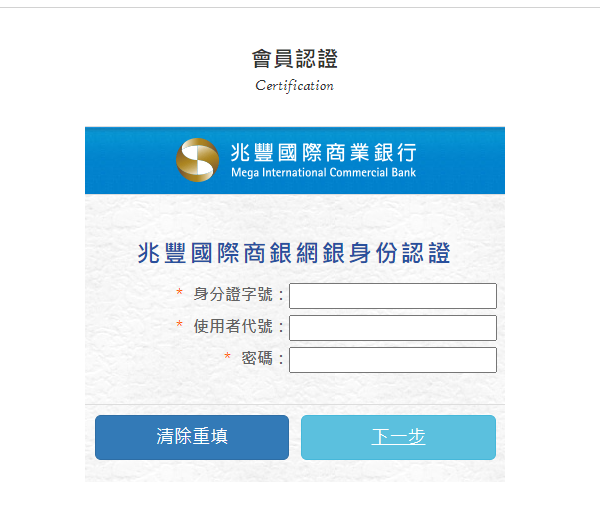 會員認證
Certification
兆豐國際商業銀行
Mega International Commercial Bank
兆豐國際商銀網銀身份認證
* 身分證字號：
* 使用者代號：
* 密碼：
清除重填 下一步